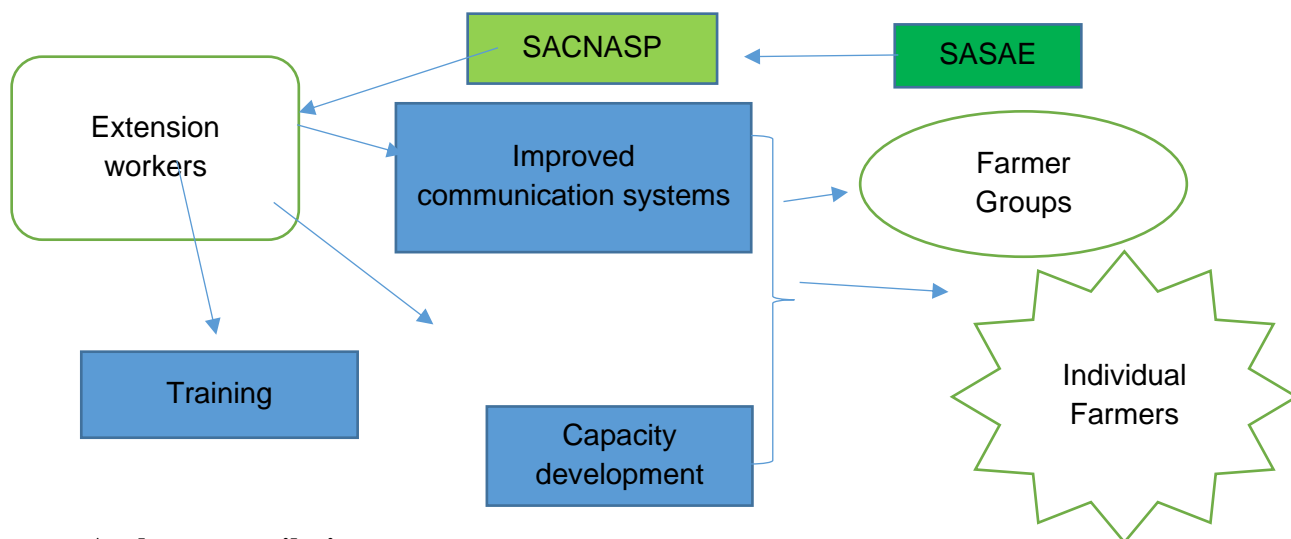 SACNASP
SASAE
Extension
workers
Improved
communication systems
Farmer
Groups
Training
Individual
Farmers
Capacity
development